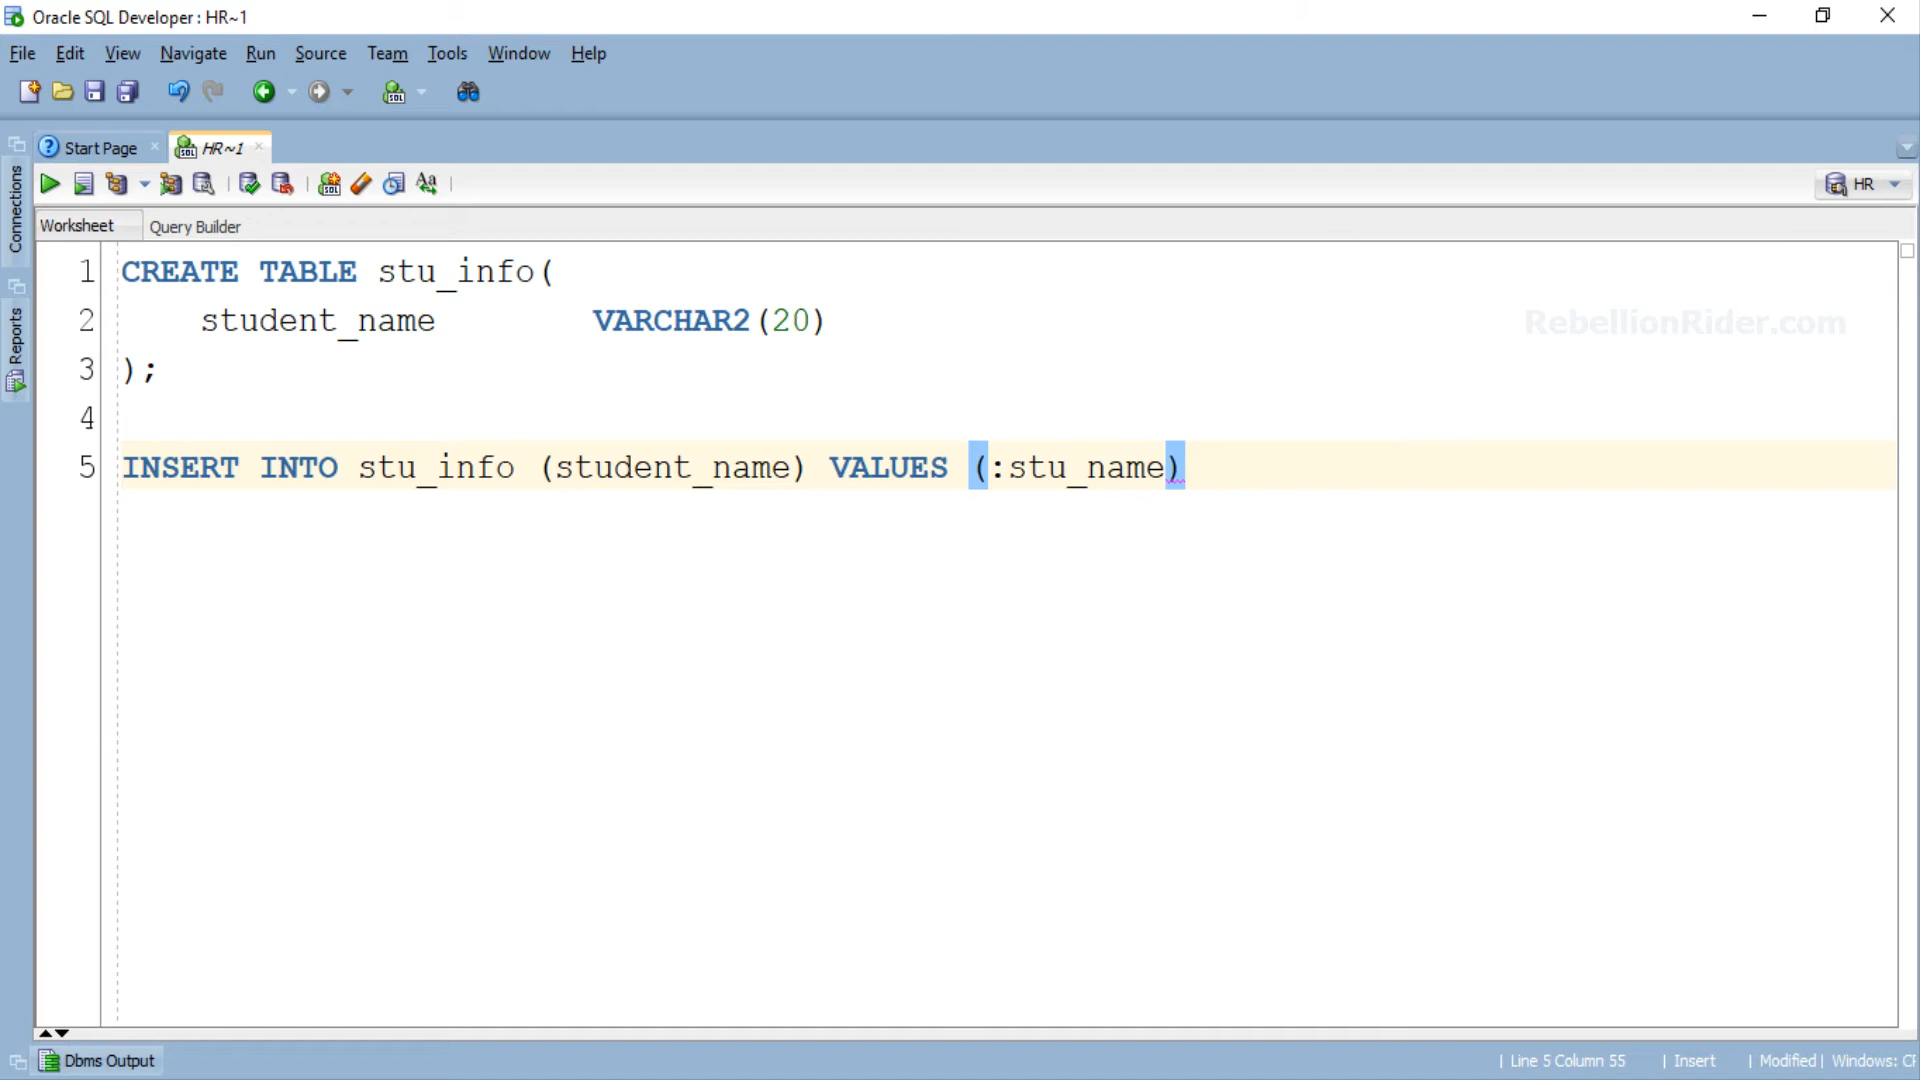 Oracle SQL Developer : HR~1
File Edit View Navigate Run Source Team Tools Window Help
Start Page HR~1
Connections
Reports
HR
Worksheet Query Builder
1 CREATE TABLE stu_info(
2 student_name VARCHAR2(20)
3 );
4
5 INSERT INTO stu_info (student_name) VALUES (:stu_name)
RebellionRider.com
Dbms Output
| Line 5 Column 55 | Insert | Modified | Windows: CF